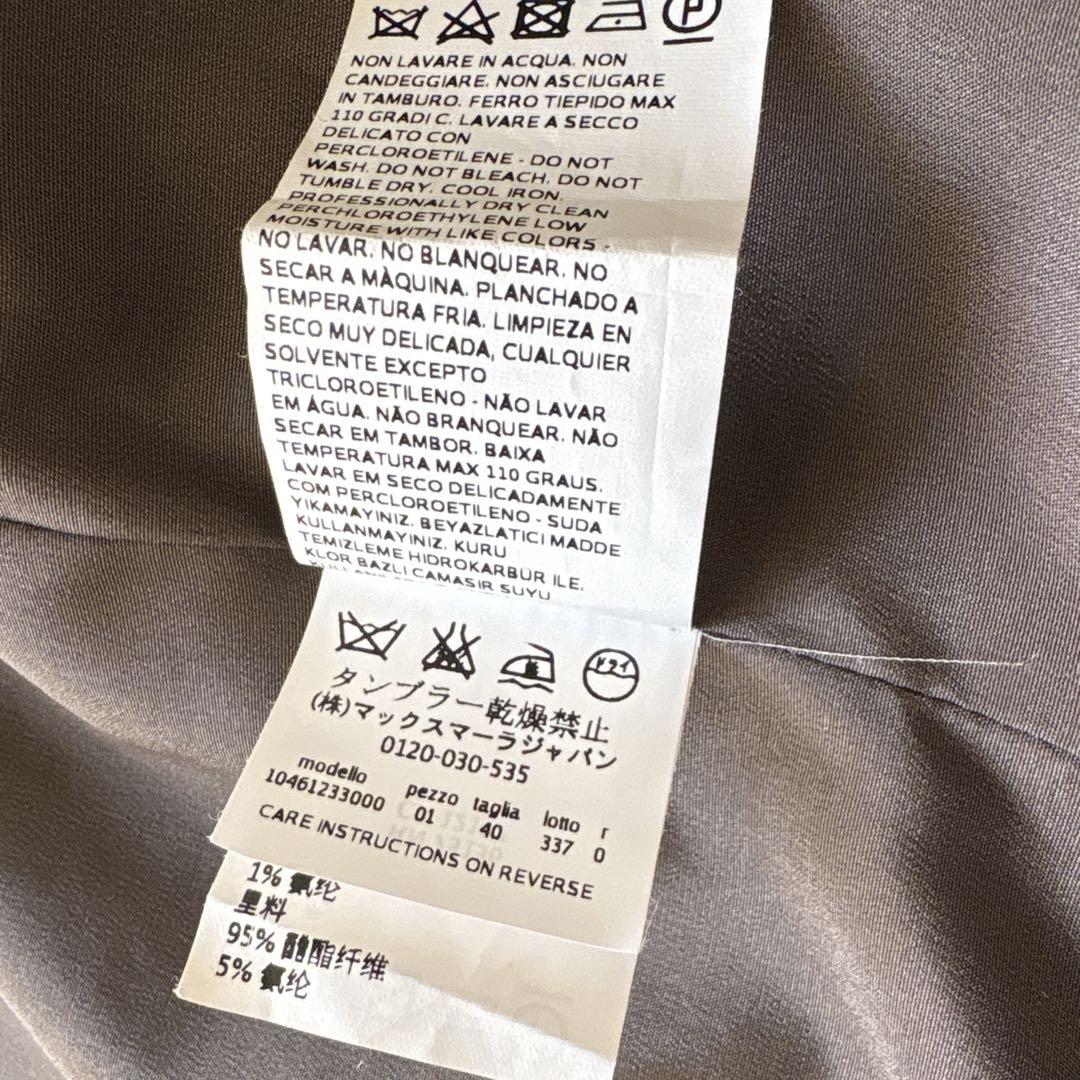 P
NON LAVARE IN ACQUA. NON
CANDEGGIARE. NON ASCIUGARE
IN TAMBURO. FERRO TIEPIDO MAX
110 GRADI C. LAVARE A SECCO
DELICATO CON
PERCLOROETILENE - DO NOT
WASH. DO NOT BLEACH. DO NOT
TUMBLE DRY. COOL IRON.
PROFESSIONALLY DRY CLEAN
PERCHLOROETHYLENE LOW
MOISTURE WITH LIKE COLORS -
NO LAVAR. NO BLANQUEAR. NO
SECAR A MÀQUINA. PLANCHADO A
TEMPERATURA FRIA. LIMPIEZA EN
SECO MUY DELICADA, CUALQUIER
SOLVENTE EXCEPTO
TRICLOROETILENO - NÃO LAVAR
EM ÁGUA. NÃO BRANQUEAR. NÃO
SECAR EM TAMBOR. BAIXA
TEMPERATURA MAX 110 GRAUS.
LAVAR EM SECO DELICADAMENTE
COM PERCLOROETILENO - SUDA
YIKAMAYINIZ. BEYAZLATICI MADDE
KULLANMAYINIZ. KURU
TEMIZLEME HIDROKARBÜR ILE.
KLOR BAZLI CAMASIR SUYU
ドライ
タンブラー乾燥禁止
(株)マックスマーラジャパン
0120-030-535
modello pezzo taglia lotto r
10461233000 01 40 337 0
CARE INSTRUCTIONS ON REVERSE
1% 氨纶
里料
95% 醋酯纤维
5% 氨纶